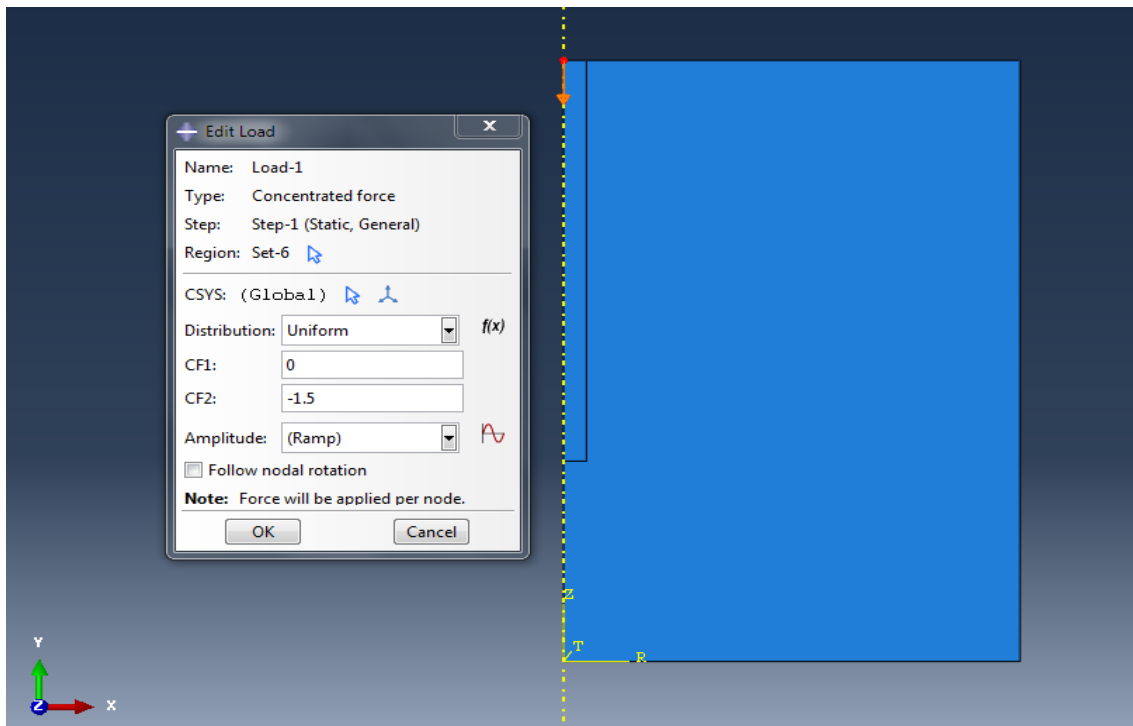 Edit Load
X
Name: Load-1
Type: Concentrated force
Step: Step-1 (Static, General)
Region: Set-6
CSYS: (Global)
Distribution: Uniform f(x)
CF1: 0
CF2: -1.5
Amplitude: (Ramp)
Follow nodal rotation
Note: Force will be applied per node.
OK Cancel
Z
T
R
Y
Z X